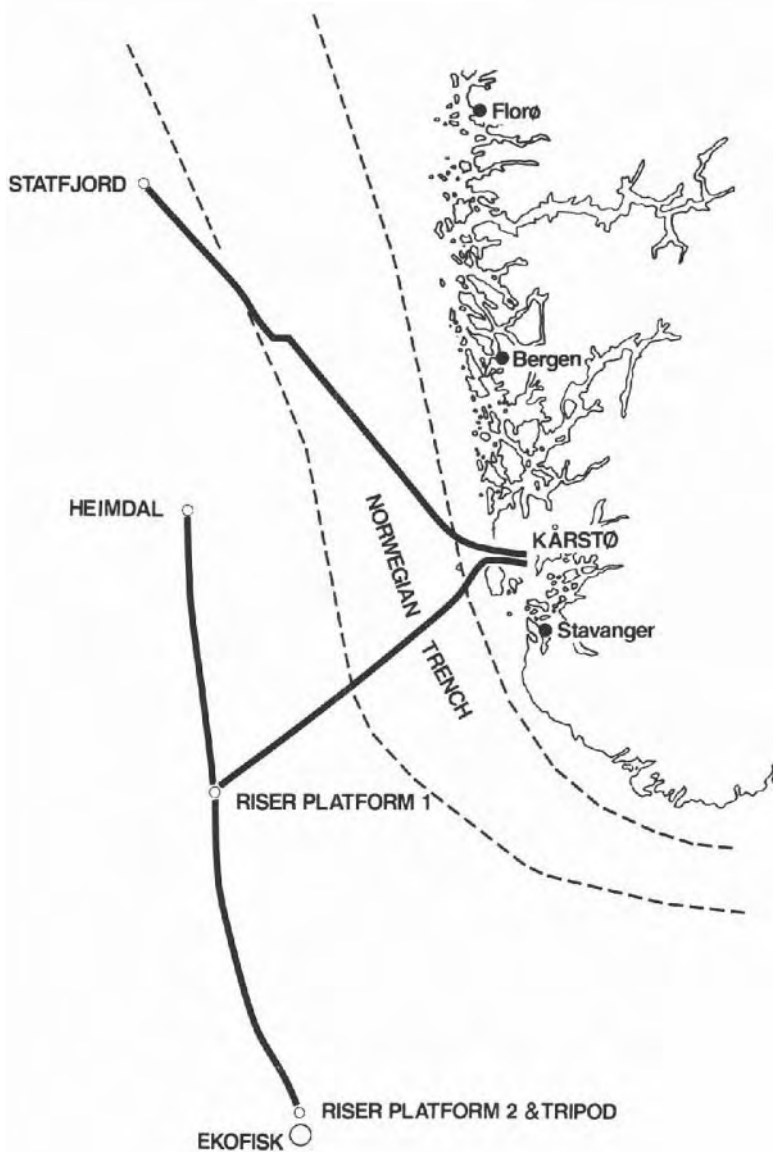 Florø
STATFJORD
Bergen
HEIMDAL
NORWEGIAN
TRENCH
KÅRSTØ
Stavanger
RISER PLATFORM 1
RISER PLATFORM 2 & TRIPOD
EKOFISK